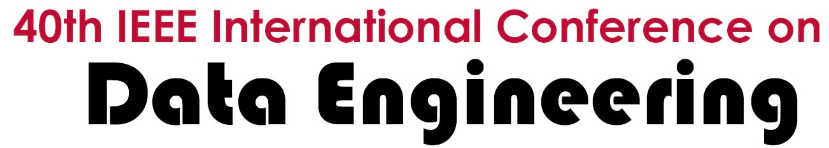 40th IEEE International Conference on
Data Engineering